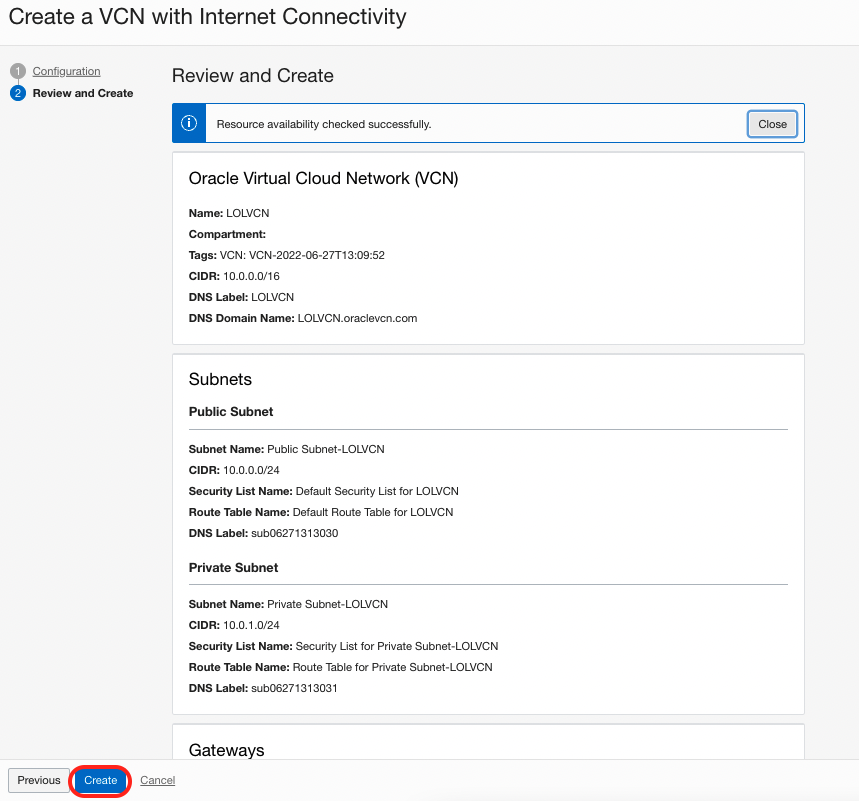 Create a VCN with Internet Connectivity
1 Configuration
2 Review and Create
Review and Create
Resource availability checked successfully.
Close
Oracle Virtual Cloud Network (VCN)
Name: LOLVCN
Compartment:
Tags: VCN: VCN-2022-06-27T13:09:52
CIDR: 10.0.0.0/16
DNS Label: LOLVCN
DNS Domain Name: LOLVCN.oraclevcn.com
Subnets
Public Subnet
Subnet Name: Public Subnet-LOLVCN
CIDR: 10.0.0.0/24
Security List Name: Default Security List for LOLVCN
Route Table Name: Default Route Table for LOLVCN
DNS Label: sub06271313030
Private Subnet
Subnet Name: Private Subnet-LOLVCN
CIDR: 10.0.1.0/24
Security List Name: Security List for Private Subnet-LOLVCN
Route Table Name: Route Table for Private Subnet-LOLVCN
DNS Label: sub06271313031
Gateways
Previous Create Cancel